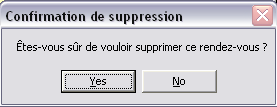 Confirmation de suppression
Êtes-vous sûr de vouloir supprimer ce rendez-vous ?
Yes
No